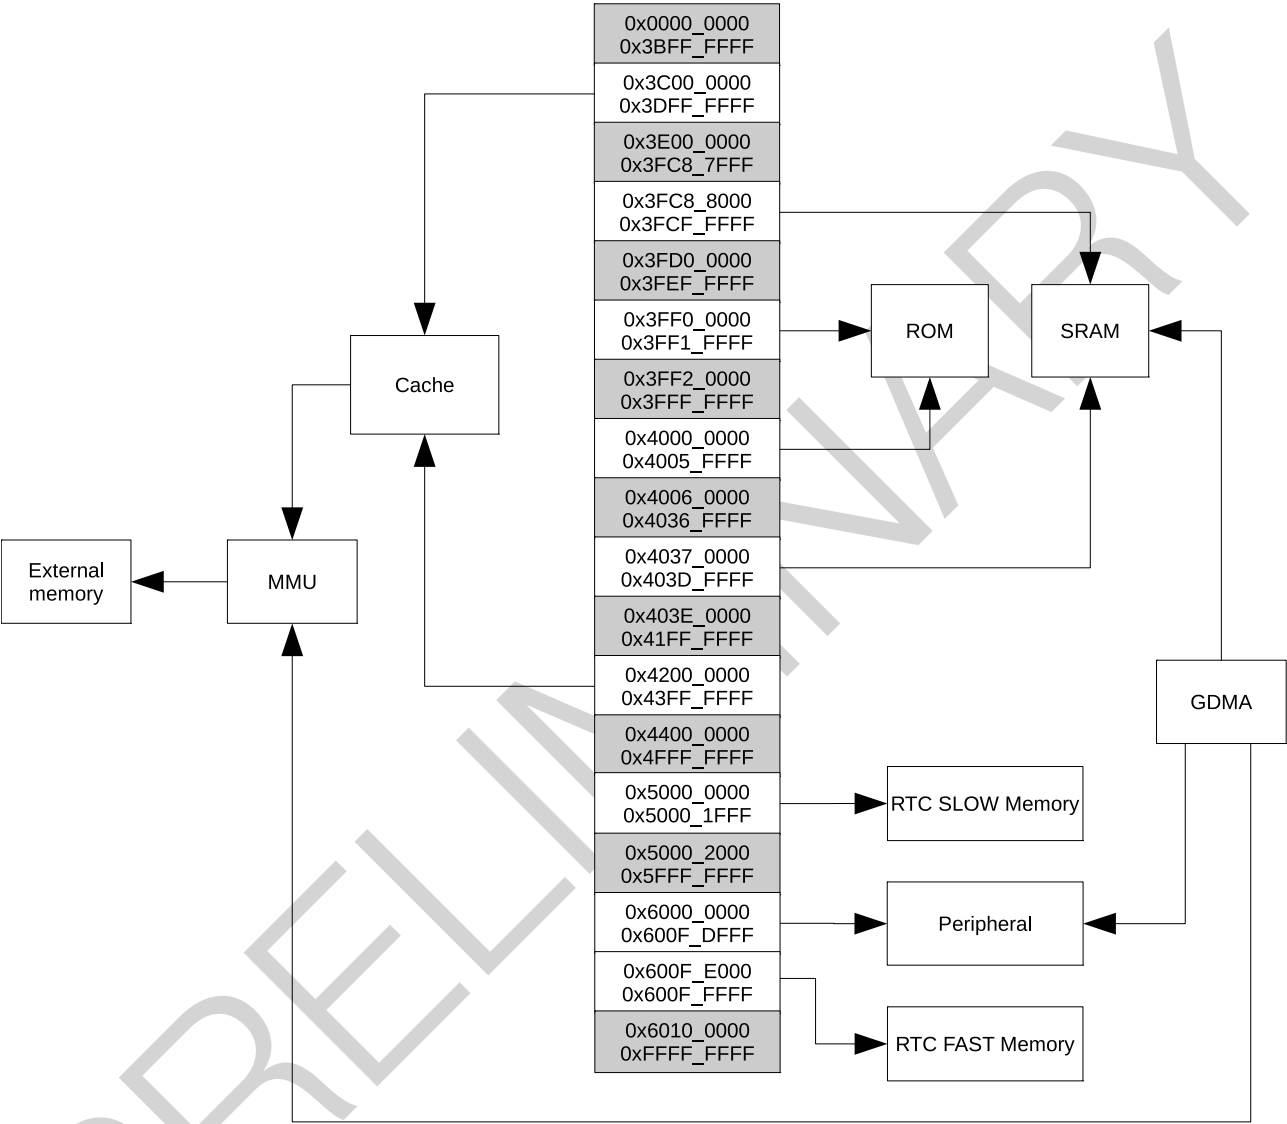 0x0000_0000
0x3BFF_FFFF
0x3C00_0000
0x3DFF_FFFF
0x3E00_0000
0x3FC8_7FFF
0x3FC8_8000
0x3FCF_FFFF
0x3FD0_0000
0x3FEF_FFFF
0x3FF0_0000
0x3FF1_FFFF
ROM
SRAM
0x3FF2_0000
0x3FFF_FFFF
Cache
0x4000_0000
0x4005_FFFF
0x4006_0000
0x4036_FFFF
0x4037_0000
0x403D_FFFF
External
memory
MMU
0x403E_0000
0x41FF_FFFF
0x4200_0000
0x43FF_FFFF
GDMA
0x4400_0000
0x4FFF_FFFF
0x5000_0000
0x5000_1FFF
RTC SLOW Memory
0x5000_2000
0x5FFF_FFFF
0x6000_0000
0x600F_DFFF
Peripheral
0x600F_E000
0x600F_FFFF
0x6010_0000
0xFFFF_FFFF
RTC FAST Memory
PRELIMINARY